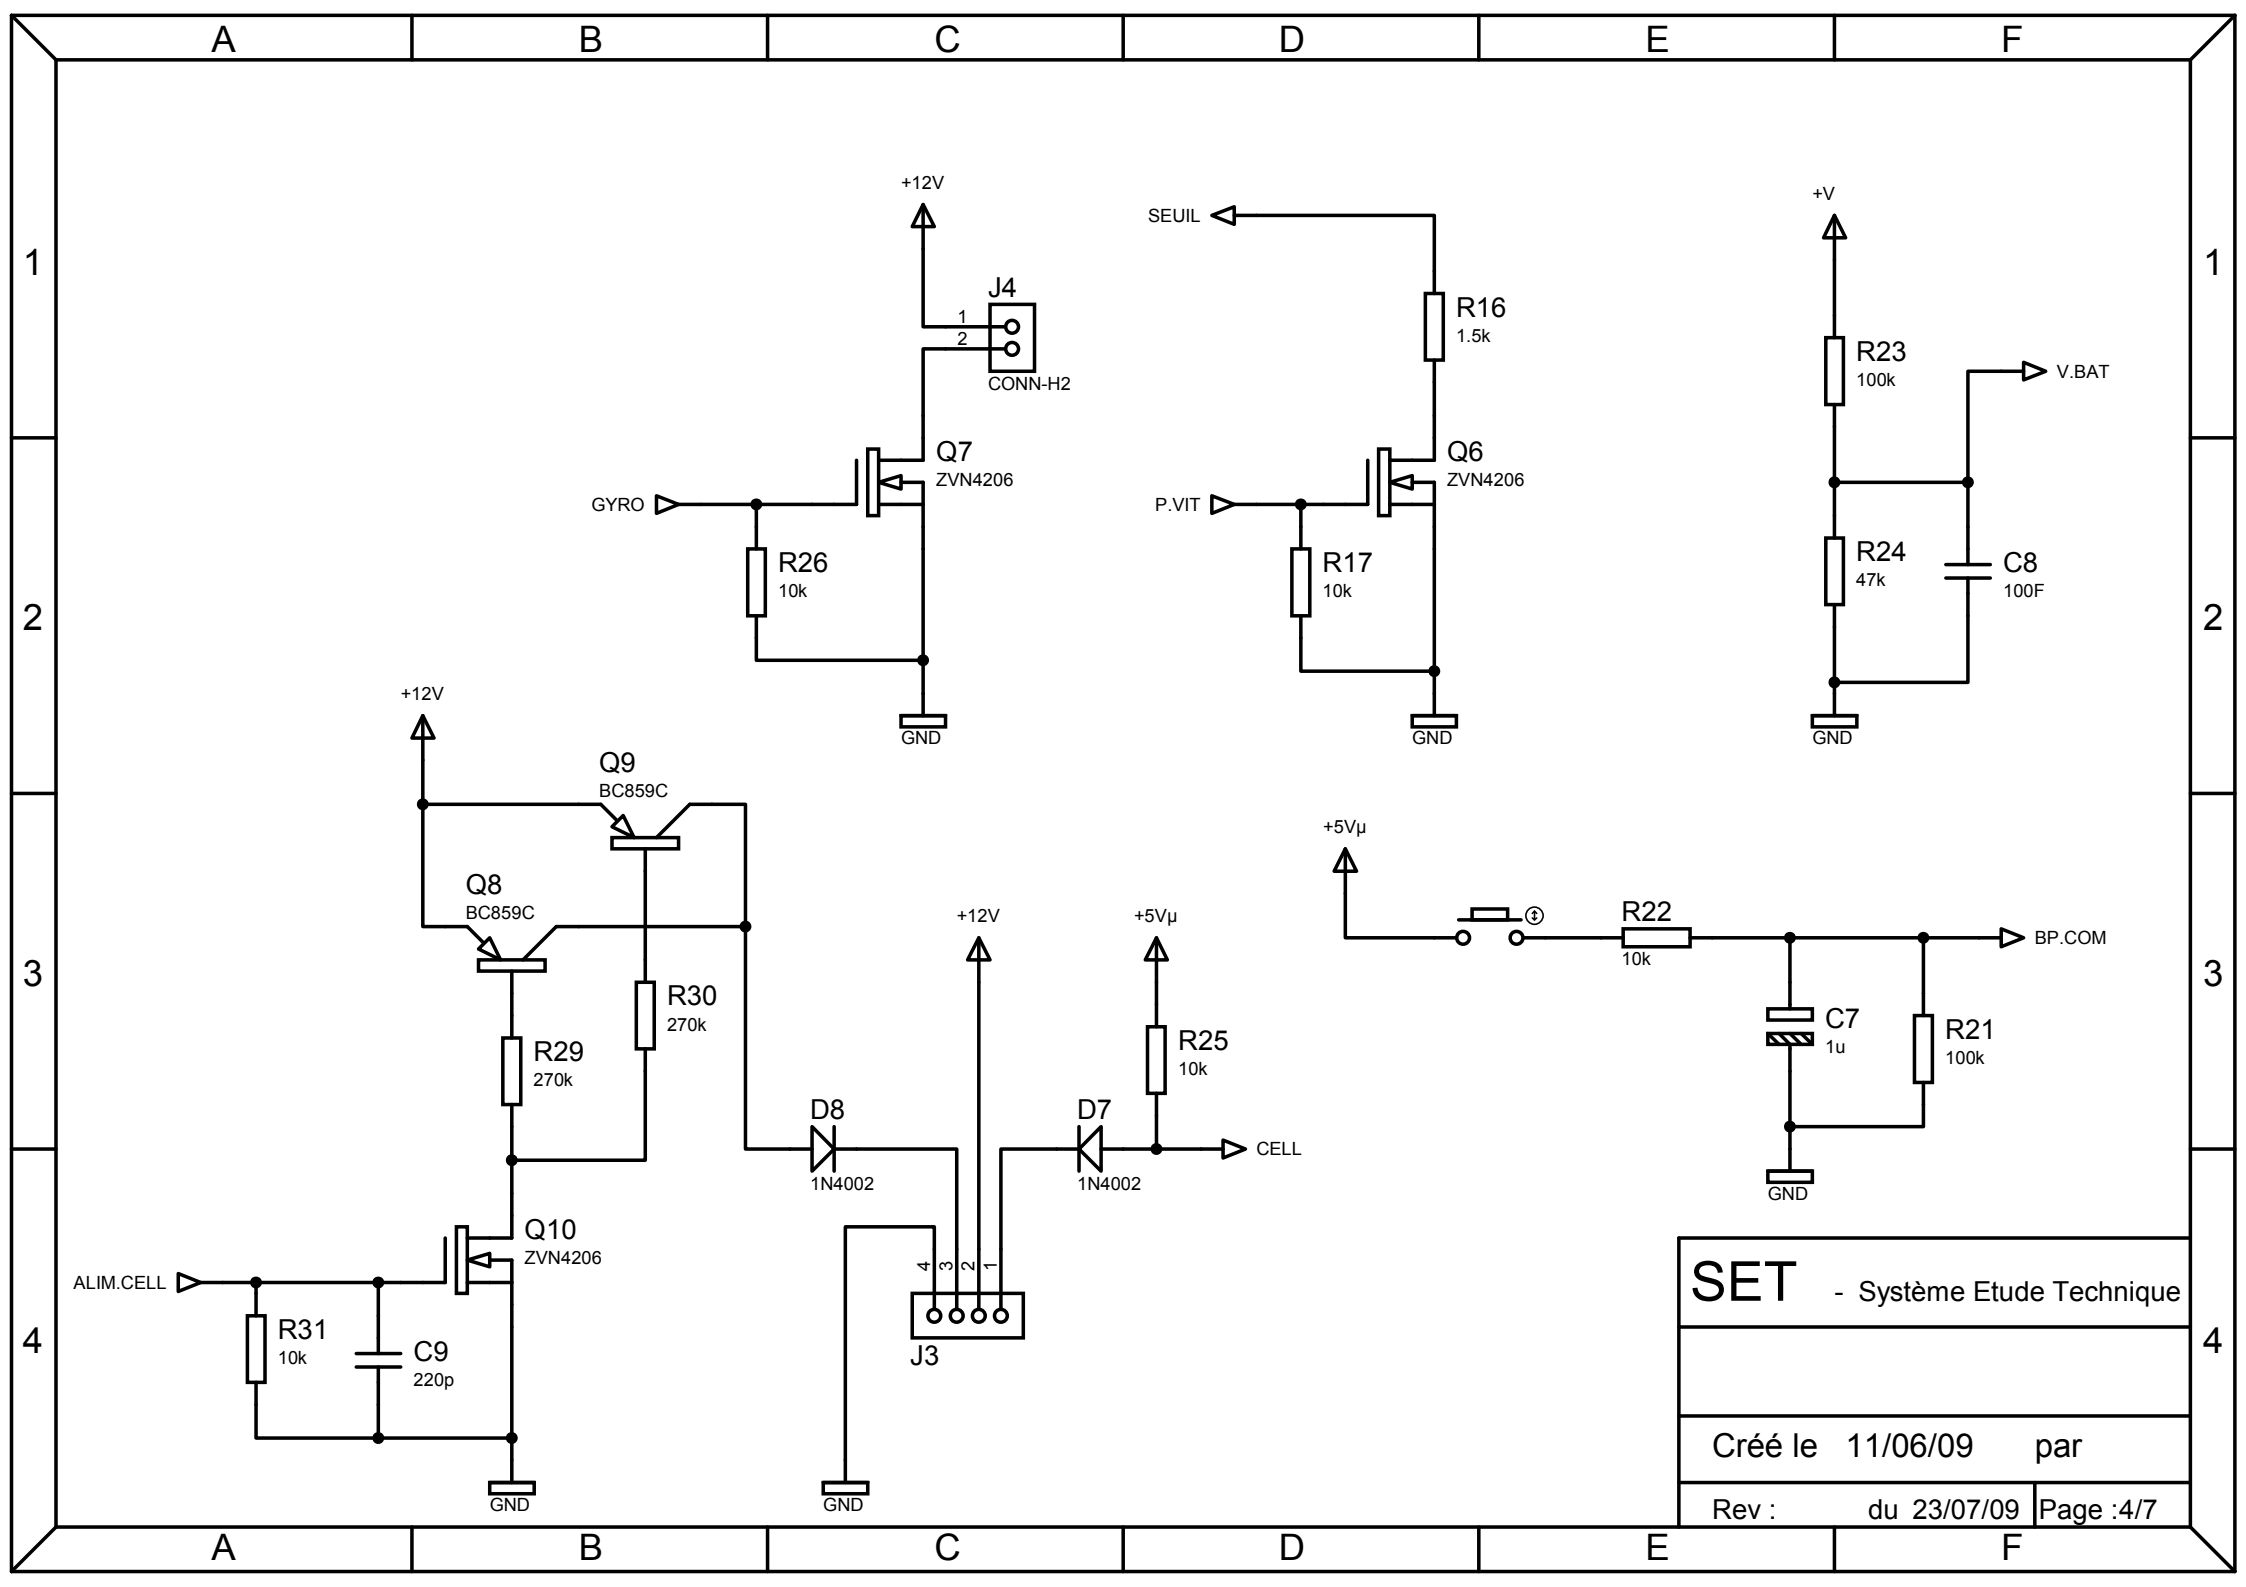 A B C D E F
1 1
2 2
3 3
4 4
+12V
J4
1
2
CONN-H2
Q7
ZVN4206
GYRO
R26
10k
GND
SEUIL
R16
1.5k
Q6
ZVN4206
P.VIT
R17
10k
GND
+V
R23
100k
V.BAT
R24
47k
C8
100F
GND
+12V
Q9
BC859C
Q8
BC859C
R30
270k
R29
270k
Q10
ZVN4206
ALIM.CELL
R31
10k
C9
220p
GND
+12V
+5Vµ
R25
10k
D8
1N4002
D7
1N4002
CELL
4 3 2 1
J3
GND
+5Vµ
R22
10k
BP.COM
C7
1u
R21
100k
GND
SET - Système Etude Technique
Créé le 11/06/09 par
Rev : du 23/07/09 Page :4/7
A B C D E F